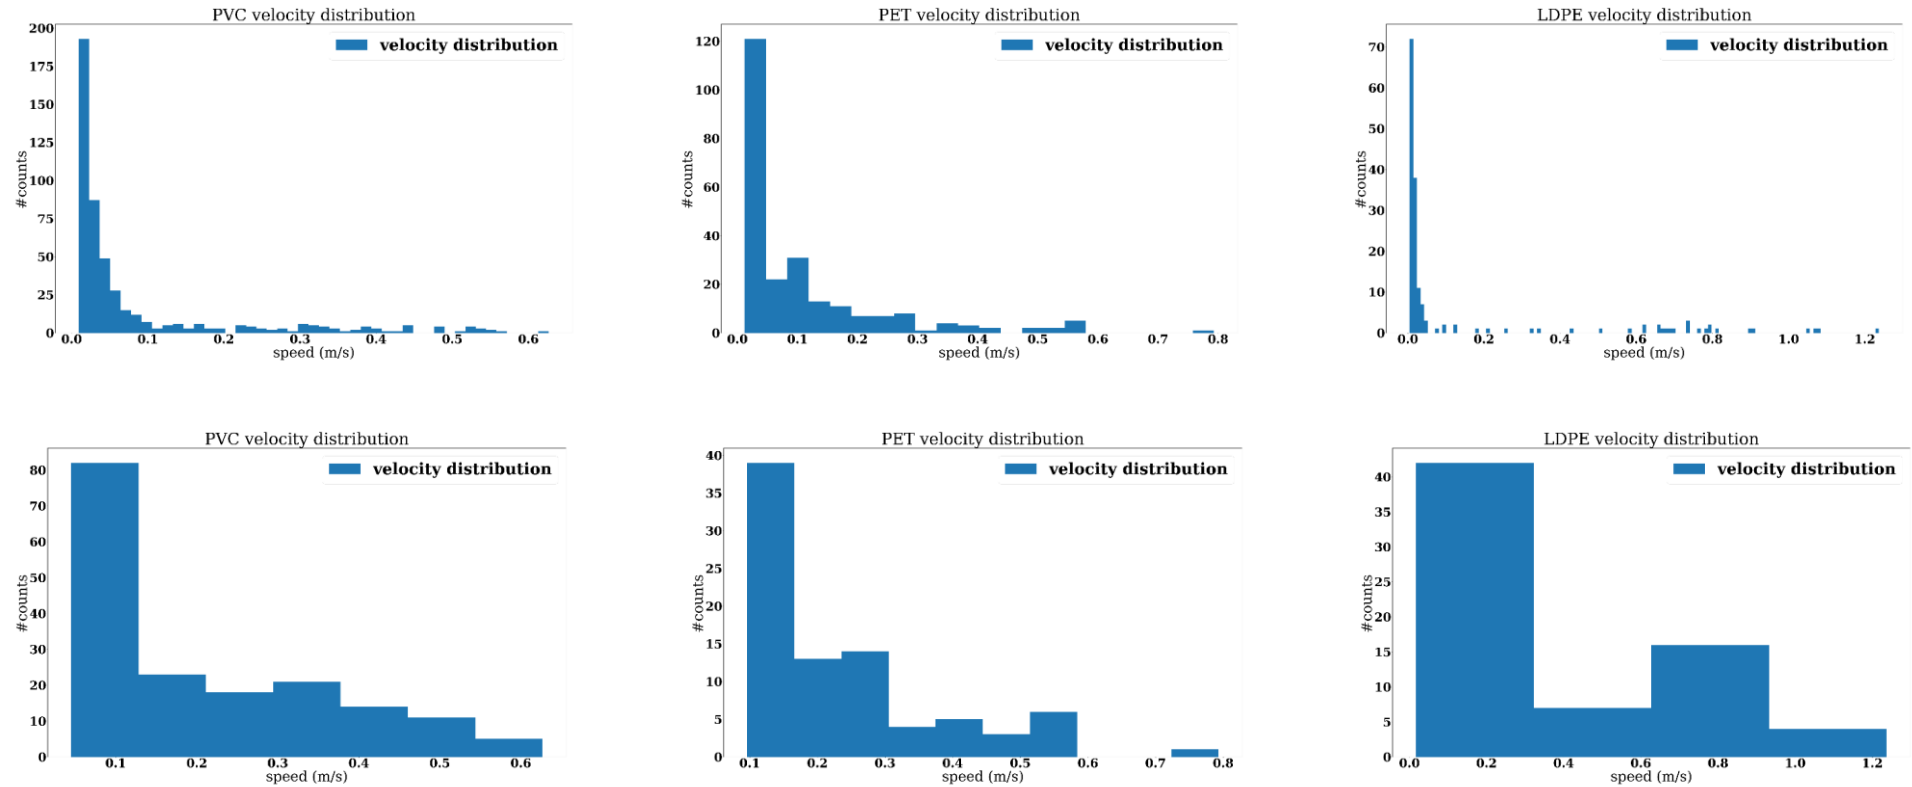 PVC velocity distribution
velocity distribution
#counts
200
175
150
125
100
75
50
25
0
0.0 0.1 0.2 0.3 0.4 0.5 0.6
speed (m/s)
PET velocity distribution
velocity distribution
#counts
120
100
80
60
40
20
0
0.0 0.1 0.2 0.3 0.4 0.5 0.6 0.7 0.8
speed (m/s)
LDPE velocity distribution
velocity distribution
#counts
70
60
50
40
30
20
10
0
0.0 0.2 0.4 0.6 0.8 1.0 1.2
speed (m/s)
PVC velocity distribution
velocity distribution
#counts
80
70
60
50
40
30
20
10
0
0.1 0.2 0.3 0.4 0.5 0.6
speed (m/s)
PET velocity distribution
velocity distribution
#counts
40
35
30
25
20
15
10
5
0
0.1 0.2 0.3 0.4 0.5 0.6 0.7 0.8
speed (m/s)
LDPE velocity distribution
velocity distribution
#counts
40
35
30
25
20
15
10
5
0
0.0 0.2 0.4 0.6 0.8 1.0 1.2
speed (m/s)